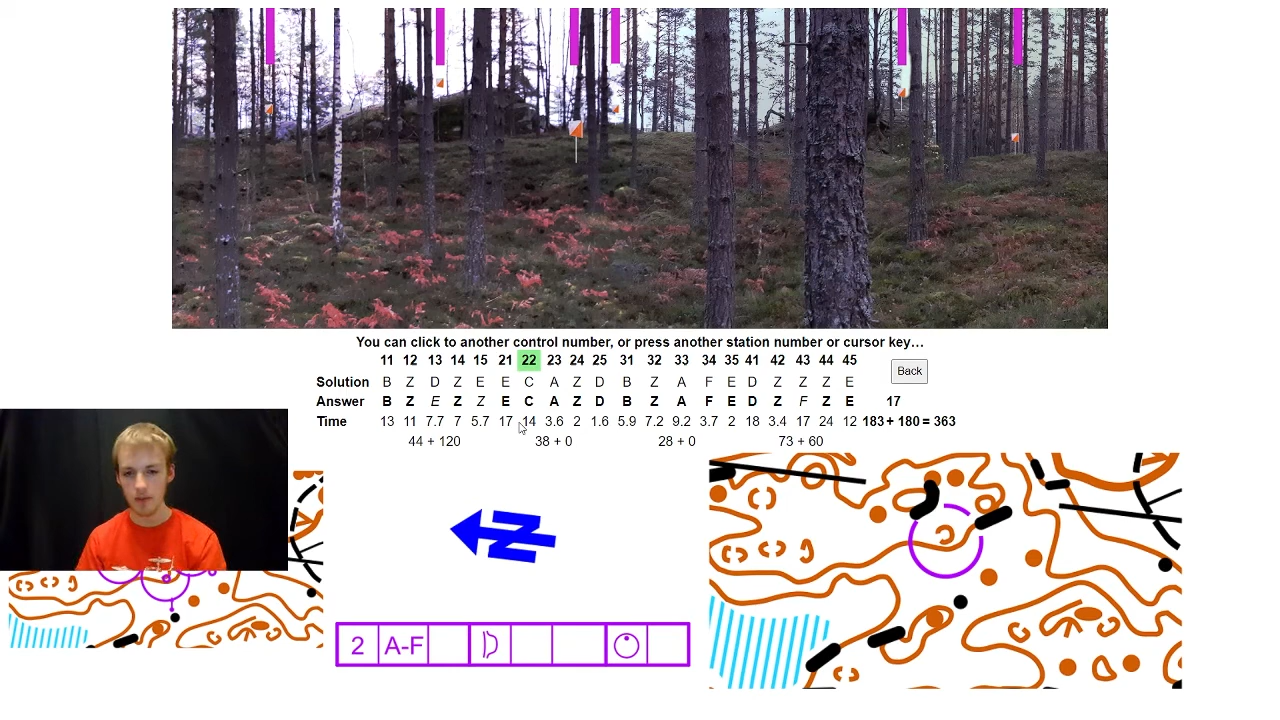 You can click to another control number, or press another station number or cursor key…
11 12 13 14 15 21 22 23 24 25 31 32 33 34 35 41 42 43 44 45
Back
Solution B Z D Z E E C A Z D B Z A F E D Z Z Z E
Answer B Z E Z Z E C A Z D B Z A F E D Z F Z E 17
Time 13 11 7.7 7 5.7 17 14 3.6 2 1.6 5.9 7.2 9.2 3.7 2 18 3.4 17 24 12 183 + 180 = 363
44 + 120 38 + 0 28 + 0 73 + 60
2 A-F